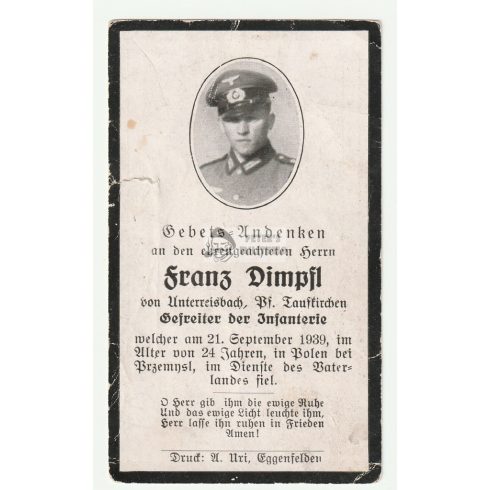 Gebets-Andenken
an den ehrengeachteten Herrn
Franz Dimpfl
von Unterreisbach, Pf. Taufkirchen
Gefreiter der Infanterie
welcher am 21. September 1939, im
Alter von 24 Jahren, in Polen bei
Przemysl, im Dienste des Vater-
landes fiel.
O Herr gib ihm die ewige Ruhe
Und das ewige Licht leuchte ihm,
Herr lasse ihn ruhen in Frieden
Amen!
Druck: A. Uri, Eggenfelden